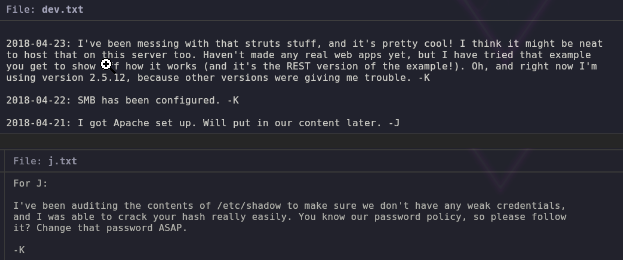 File: dev.txt
2018-04-23: I've been messing with that struts stuff, and it's pretty cool! I think it might be neat
to host that on this server too. Haven't made any real web apps yet, but I have tried that example
you get to show off how it works (and it's the REST version of the example!). Oh, and right now I'm
using version 2.5.12, because other versions were giving me trouble. -K
2018-04-22: SMB has been configured. -K
2018-04-21: I got Apache set up. Will put in our content later. -J
File: j.txt
For J:
I've been auditing the contents of /etc/shadow to make sure we don't have any weak credentials,
and I was able to crack your hash really easily. You know our password policy, so please follow
it? Change that password ASAP.
-K